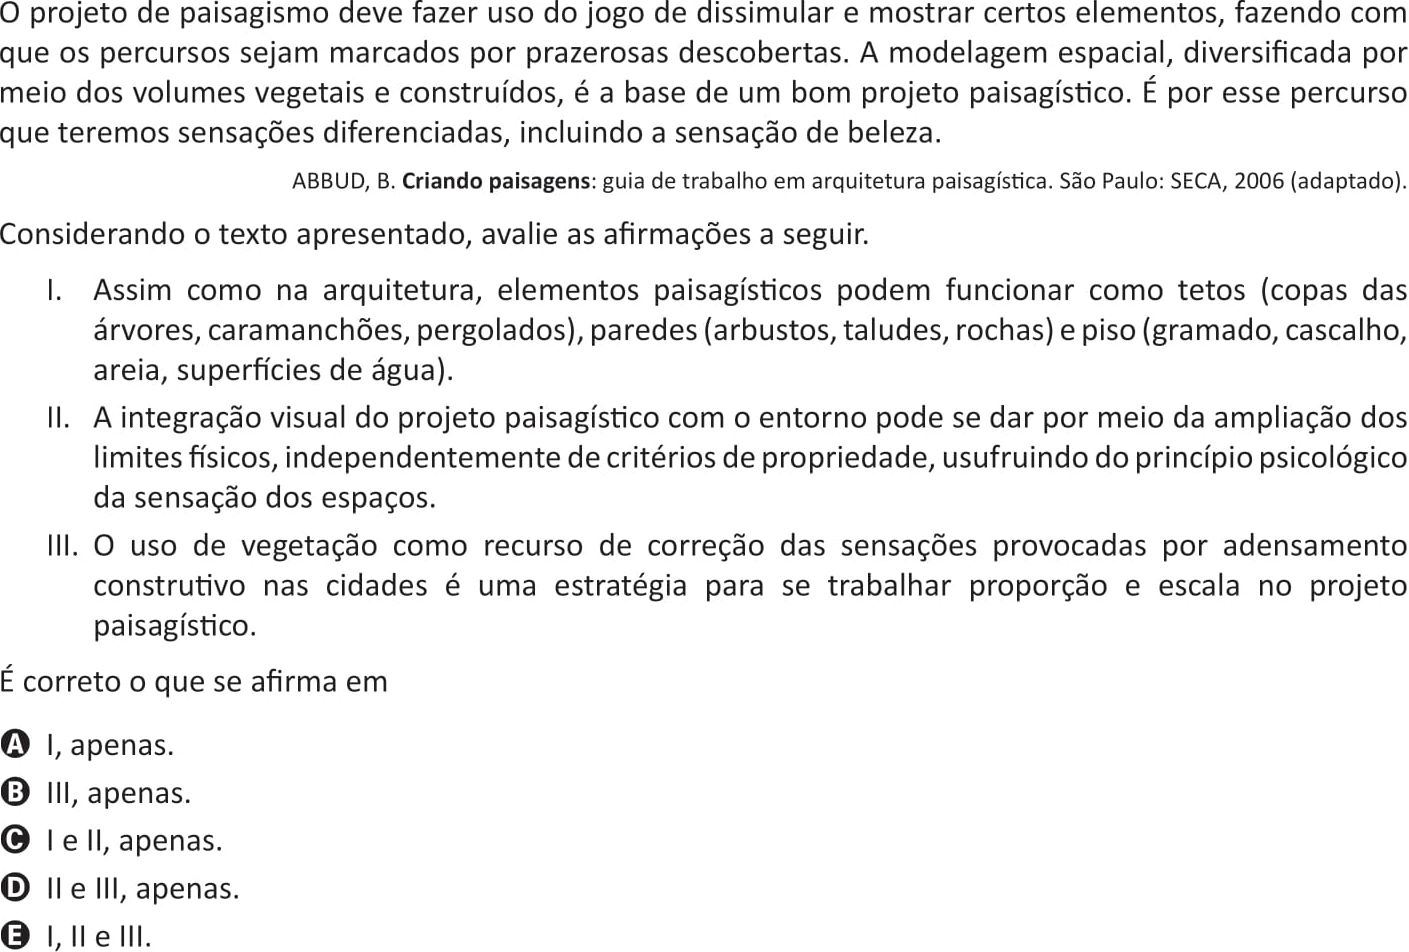 O projeto de paisagismo deve fazer uso do jogo de dissimular e mostrar certos elementos, fazendo com
que os percursos sejam marcados por prazerosas descobertas. A modelagem espacial, diversificada por
meio dos volumes vegetais e construídos, é a base de um bom projeto paisagístico. É por esse percurso
que teremos sensações diferenciadas, incluindo a sensação de beleza.
ABBUD, B. Criando paisagens: guia de trabalho em arquitetura paisagística. São Paulo: SECA, 2006 (adaptado).
Considerando o texto apresentado, avalie as afirmações a seguir.
I. Assim como na arquitetura, elementos paisagísticos podem funcionar como tetos (copas das
árvores, caramanchões, pergolados), paredes (arbustos, taludes, rochas) e piso (gramado, cascalho,
areia, superfícies de água).
II. A integração visual do projeto paisagístico com o entorno pode se dar por meio da ampliação dos
limites físicos, independentemente de critérios de propriedade, usufruindo do princípio psicológico
da sensação dos espaços.
III. O uso de vegetação como recurso de correção das sensações provocadas por adensamento
construtivo nas cidades é uma estratégia para se trabalhar proporção e escala no projeto
paisagístico.
É correto o que se afirma em
A I, apenas.
B III, apenas.
C I e II, apenas.
D II e III, apenas.
E I, II e III.